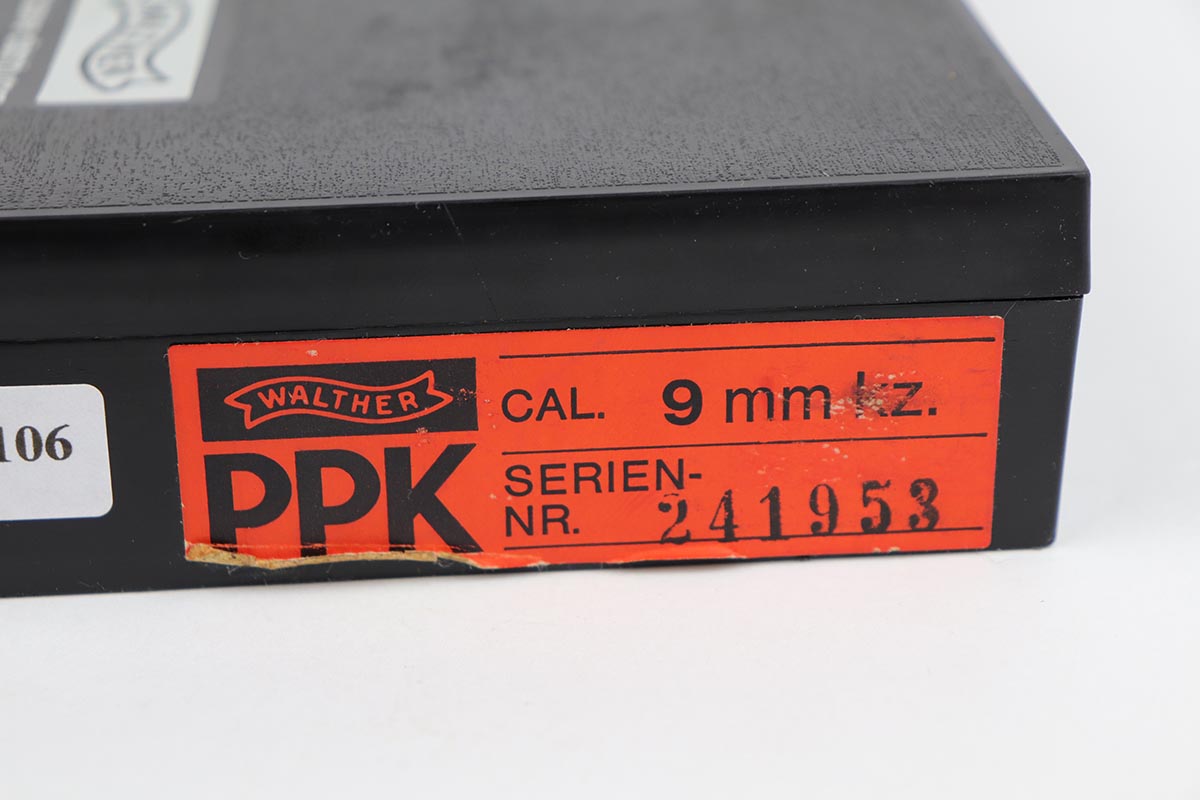 WALTHER
PPK
CAL. 9 mm kz.
SERIEN-
NR. 241953
106